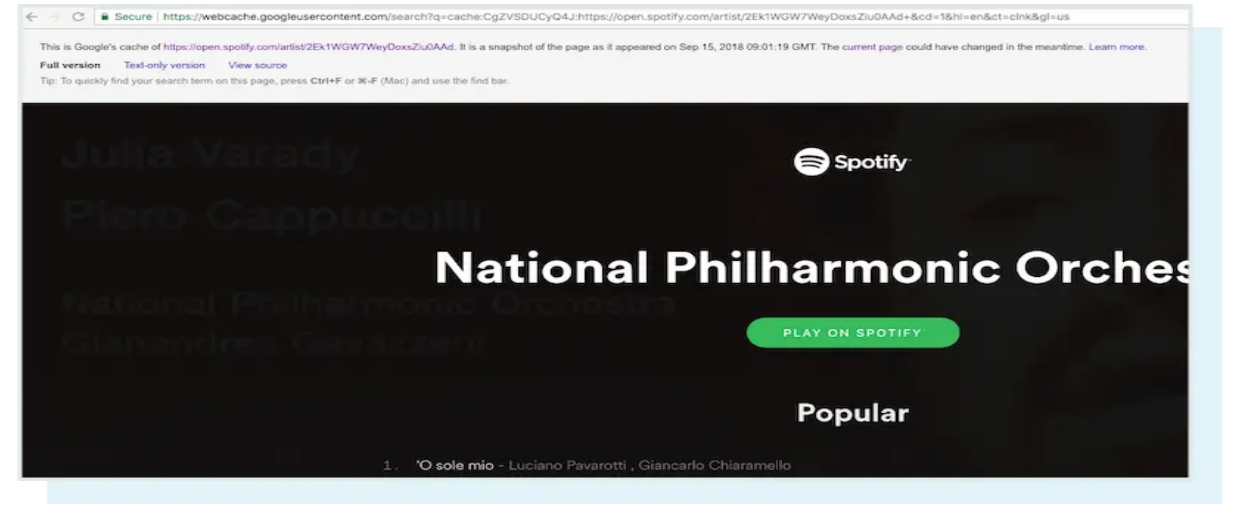 Secure | https://webcache.googleusercontent.com/search?q=cache:CgZVSDUCyQ4J:https://open.spotify.com/artist/2Ek1WGW7WeyDoxsZiu0AAd+&cd=1&hl=en&ct=clnk&gl=us
This is Google's cache of https://open.spotify.com/artist/2Ek1WGW7WeyDoxsZiu0AAd. It is a snapshot of the page as it appeared on Sep 15, 2018 09:01:19 GMT. The current page could have changed in the meantime. Learn more.
Full version Text-only version View source
Tip: To quickly find your search term on this page, press Ctrl+F or ⌘-F (Mac) and use the find bar.
Julia Varady
Piero Cappuccilli
National Philharmonic Orchestra
Gianandrea Gavazzeni
Spotify
National Philharmonic Orches
PLAY ON SPOTIFY
Popular
1. 'O sole mio - Luciano Pavarotti , Giancarlo Chiaramello